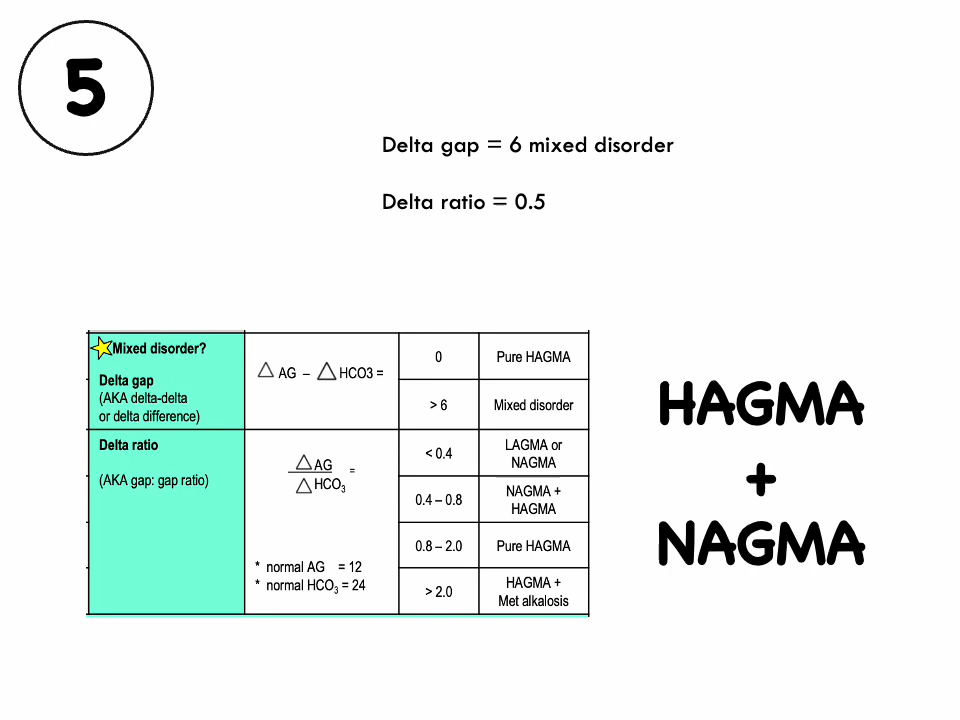 5
Delta gap = 6 mixed disorder
Delta ratio = 0.5
Mixed disorder?
Delta gap
(AKA delta-delta
or delta difference)
△ AG – △ HCO3 =
0
Pure HAGMA
> 6
Mixed disorder
Delta ratio
(AKA gap: gap ratio)
△ AG
=
△ HCO3
* normal AG = 12
* normal HCO3 = 24
< 0.4
LAGMA or
NAGMA
0.4 – 0.8
NAGMA +
HAGMA
0.8 – 2.0
Pure HAGMA
> 2.0
HAGMA +
Met alkalosis
HAGMA
+
NAGMA